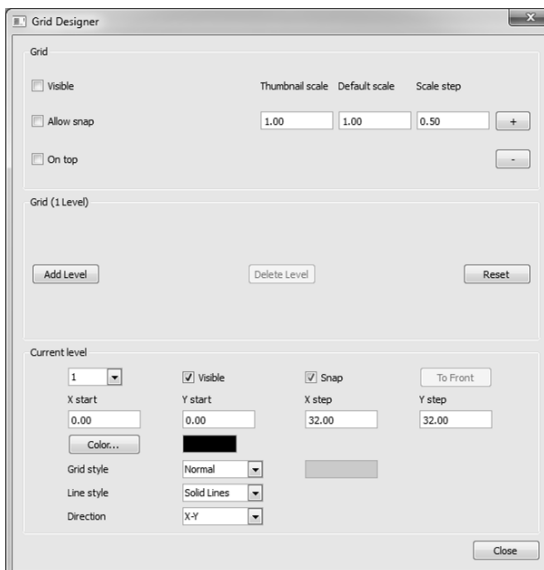 Grid Designer
Grid
Visible
Thumbnail scale Default scale Scale step
Allow snap 1.00 1.00 0.50 +
On top -
Grid (1 Level)
Add Level Delete Level Reset
Current level
1 Visible Snap To Front
X start Y start X step Y step
0.00 0.00 32.00 32.00
Color...
Grid style Normal
Line style Solid Lines
Direction X-Y
Close